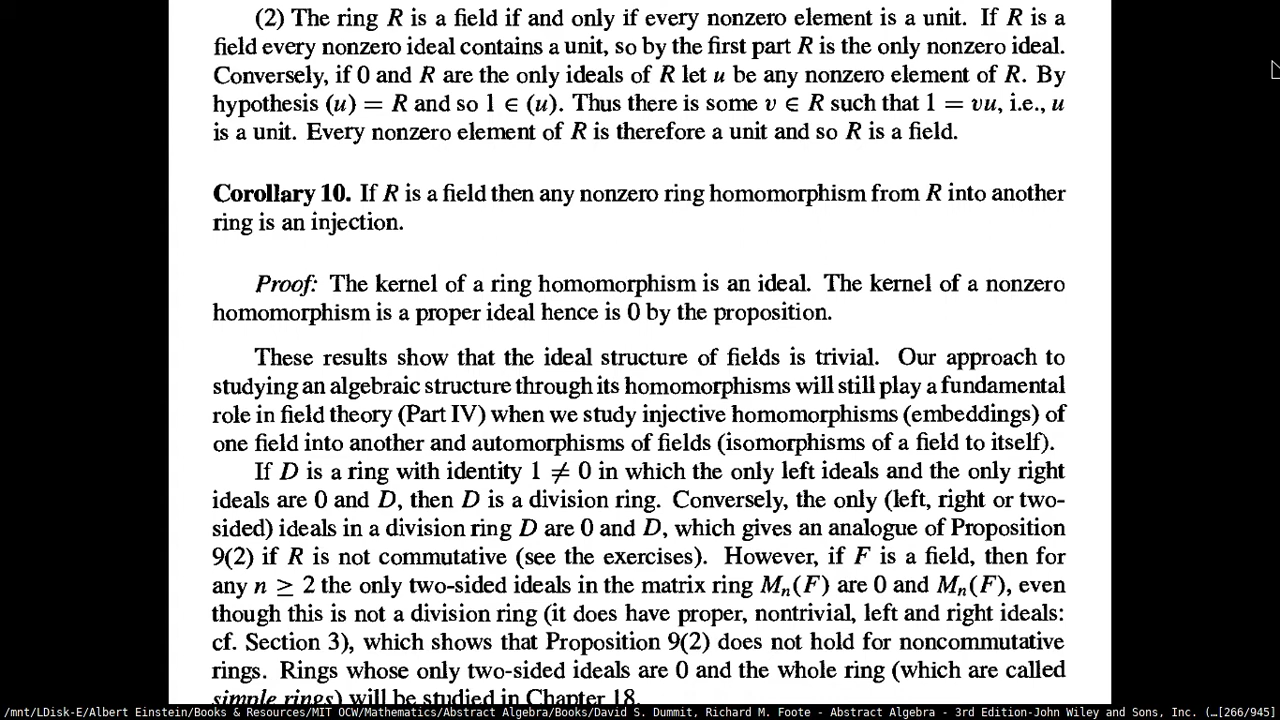 (2) The ring R is a field if and only if every nonzero element is a unit. If R is a
field every nonzero ideal contains a unit, so by the first part R is the only nonzero ideal.
Conversely, if 0 and R are the only ideals of R let u be any nonzero element of R. By
hypothesis (u) = R and so 1 ∈ (u). Thus there is some v ∈ R such that 1 = vu, i.e., u
is a unit. Every nonzero element of R is therefore a unit and so R is a field.
Corollary 10. If R is a field then any nonzero ring homomorphism from R into another
ring is an injection.
Proof: The kernel of a ring homomorphism is an ideal. The kernel of a nonzero
homomorphism is a proper ideal hence is 0 by the proposition.
These results show that the ideal structure of fields is trivial. Our approach to
studying an algebraic structure through its homomorphisms will still play a fundamental
role in field theory (Part IV) when we study injective homomorphisms (embeddings) of
one field into another and automorphisms of fields (isomorphisms of a field to itself).
If D is a ring with identity 1 ≠ 0 in which the only left ideals and the only right
ideals are 0 and D, then D is a division ring. Conversely, the only (left, right or two-
sided) ideals in a division ring D are 0 and D, which gives an analogue of Proposition
9(2) if R is not commutative (see the exercises). However, if F is a field, then for
any n ≥ 2 the only two-sided ideals in the matrix ring Mₙ(F) are 0 and Mₙ(F), even
though this is not a division ring (it does have proper, nontrivial, left and right ideals:
cf. Section 3), which shows that Proposition 9(2) does not hold for noncommutative
rings. Rings whose only two-sided ideals are 0 and the whole ring (which are called
simple rings) will be studied in Chapter 18.
/mnt/LDisk-E/Albert Einstein/Books & Resources/MIT OCW/Mathematics/Abstract Algebra/Books/David S. Dummit, Richard M. Foote - Abstract Algebra - 3rd Edition-John Wiley and Sons, Inc. (…[266/945]